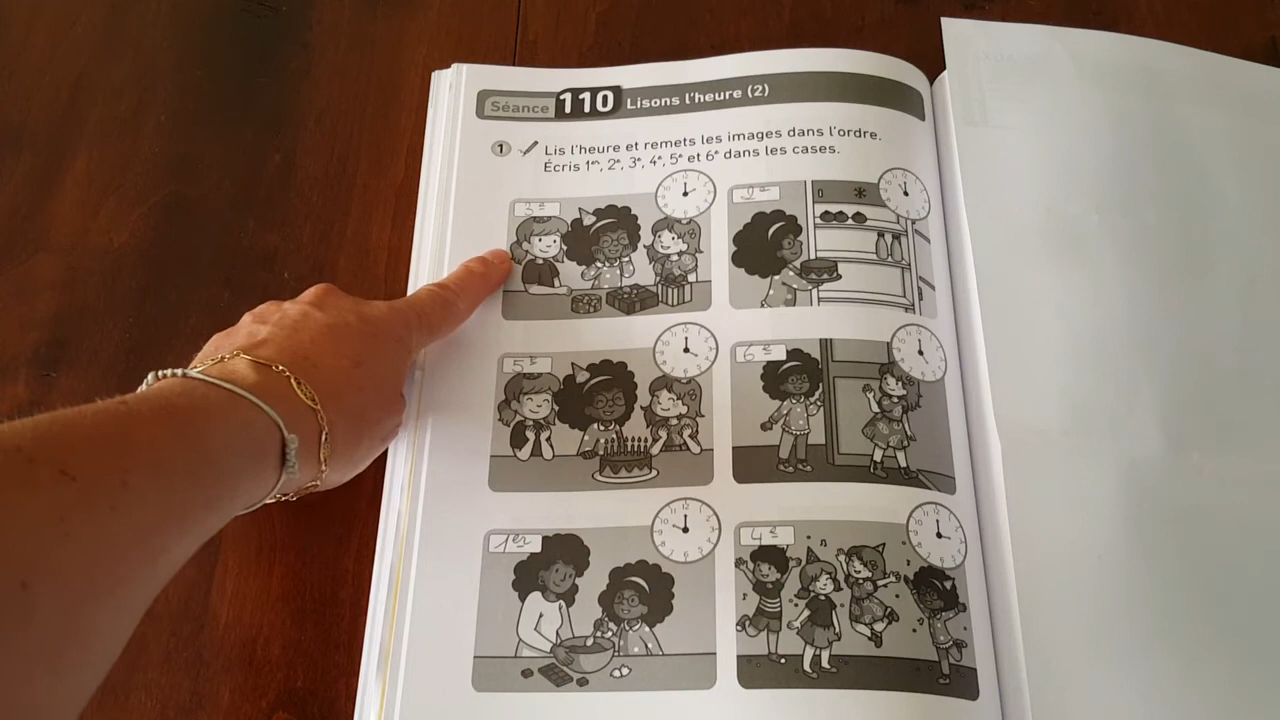 Séance 110 Lisons l'heure (2)
1 Lis l'heure et remets les images dans l'ordre.
Écris 1er, 2e, 3e, 4e, 5e et 6e dans les cases.
3e
2e
5e
6e
1er
4e